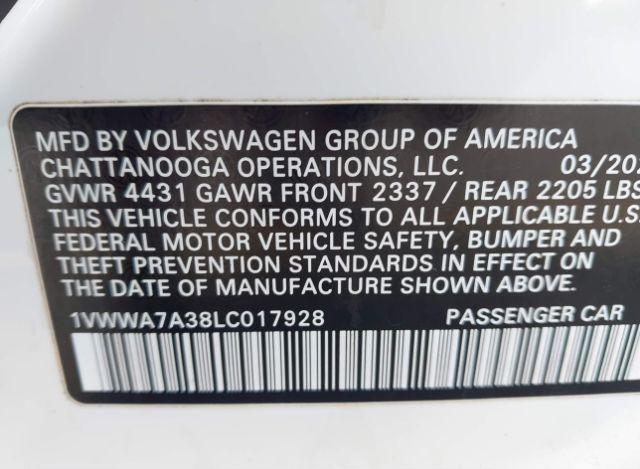 MFD BY VOLKSWAGEN GROUP OF AMERICA
CHATTANOOGA OPERATIONS, LLC. 03/202
GVWR 4431 GAWR FRONT 2337 / REAR 2205 LBS
THIS VEHICLE CONFORMS TO ALL APPLICABLE U.S.
FEDERAL MOTOR VEHICLE SAFETY, BUMPER AND
THEFT PREVENTION STANDARDS IN EFFECT ON
DATE OF MANUFACTURE SHOWN ABOVE.
1VWWA7A38LC017928 PASSENGER CAR